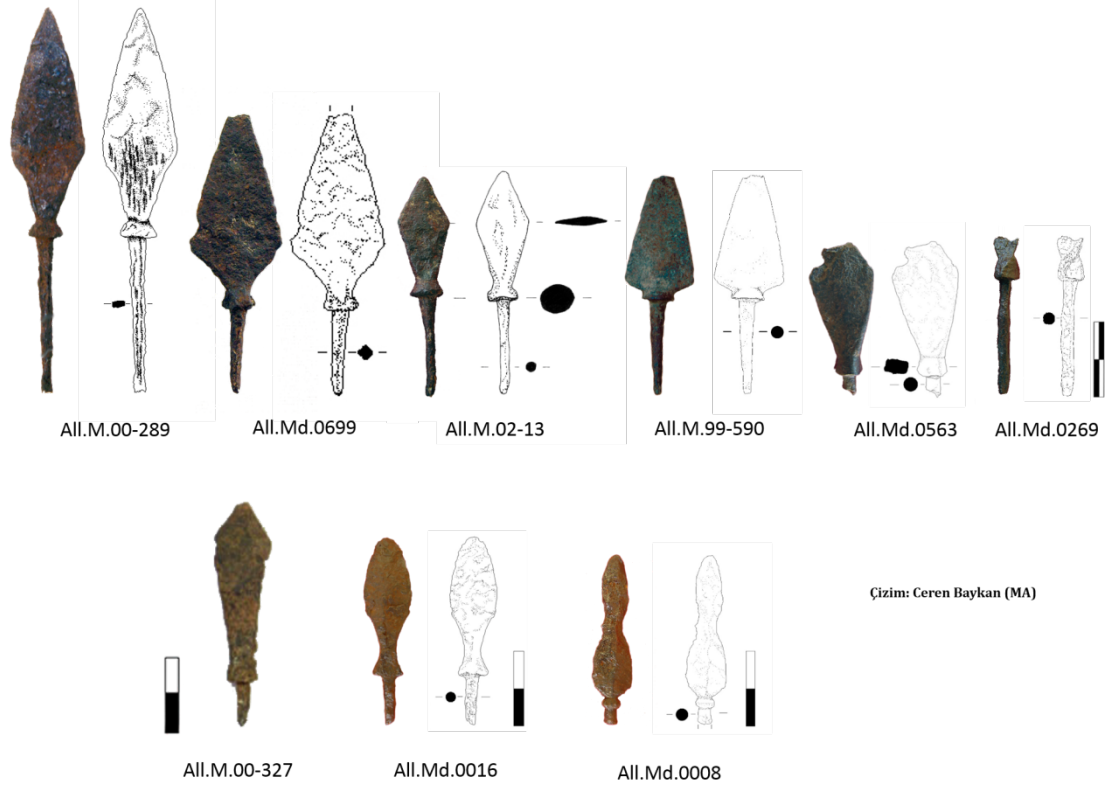 All.M.00-289
All.Md.0699
All.M.02-13
All.M.99-590
All.Md.0563
All.Md.0269
Çizim: Ceren Baykan (MA)
All.M.00-327
All.Md.0016
All.Md.0008